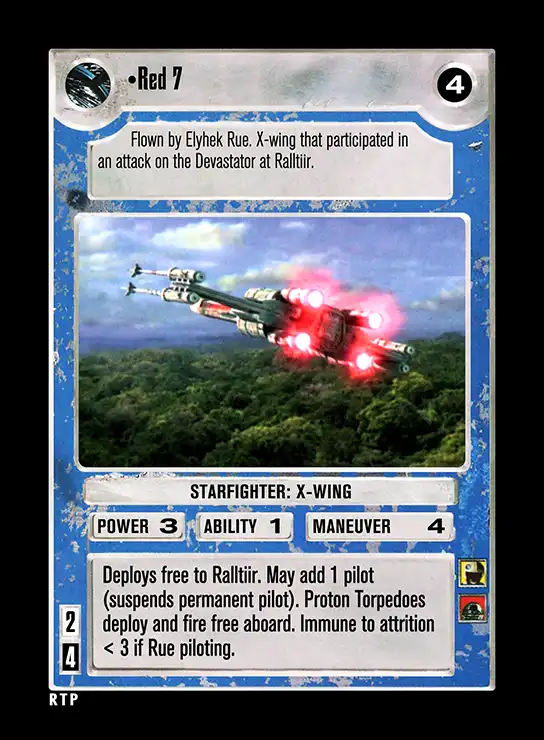 •Red 7
4
Flown by Elyhek Rue. X-wing that participated in
an attack on the Devastator at Ralltiir.
STARFIGHTER: X-WING
POWER 3 ABILITY 1 MANEUVER 4
Deploys free to Ralltiir. May add 1 pilot
(suspends permanent pilot). Proton Torpedoes
deploy and fire free aboard. Immune to attrition
< 3 if Rue piloting.
2
4
RTP